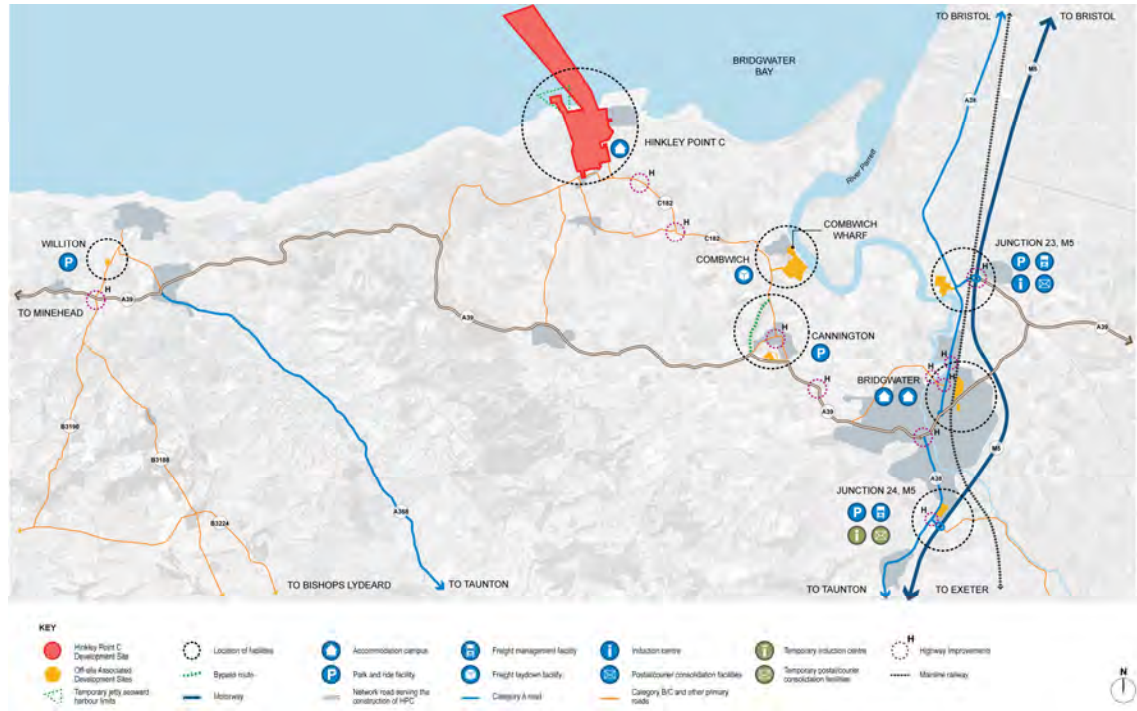 TO BRISTOL
TO BRISTOL
BRIDGWATER
BAY
M5
A38
HINKLEY POINT C
River Parrett
H
C182
H
C182
COMBWICH
WHARF
WILLITON
P
COMBWICH
JUNCTION 23, M5
P
i
H
H
A39
TO MINEHEAD
A39
A39
H
CANNINGTON
P
H
H
H
H
BRIDGWATER
H
A39
H
B3190
M5
B3188
A38
JUNCTION 24, M5
P
i
H
A358
B3224
TO BISHOPS LYDEARD
TO TAUNTON
TO TAUNTON
TO EXETER
KEY
Hinkley Point C
Development Site
Location of facilities
Accommodation campus
Freight management facility
i
Induction centre
i
Temporary induction centre
H
Highway improvements
Off-site Associated
Development Sites
Bypass route
P
Park and ride facility
Freight laydown facility
Postal/courier consolidation facilities
Temporary postal/courier
consolidation facilities
Mainline railway
Temporary jetty seaward
harbour limits
Motorway
Network road serving the
construction of HPC
Category A road
Category B/C and other primary
roads
N